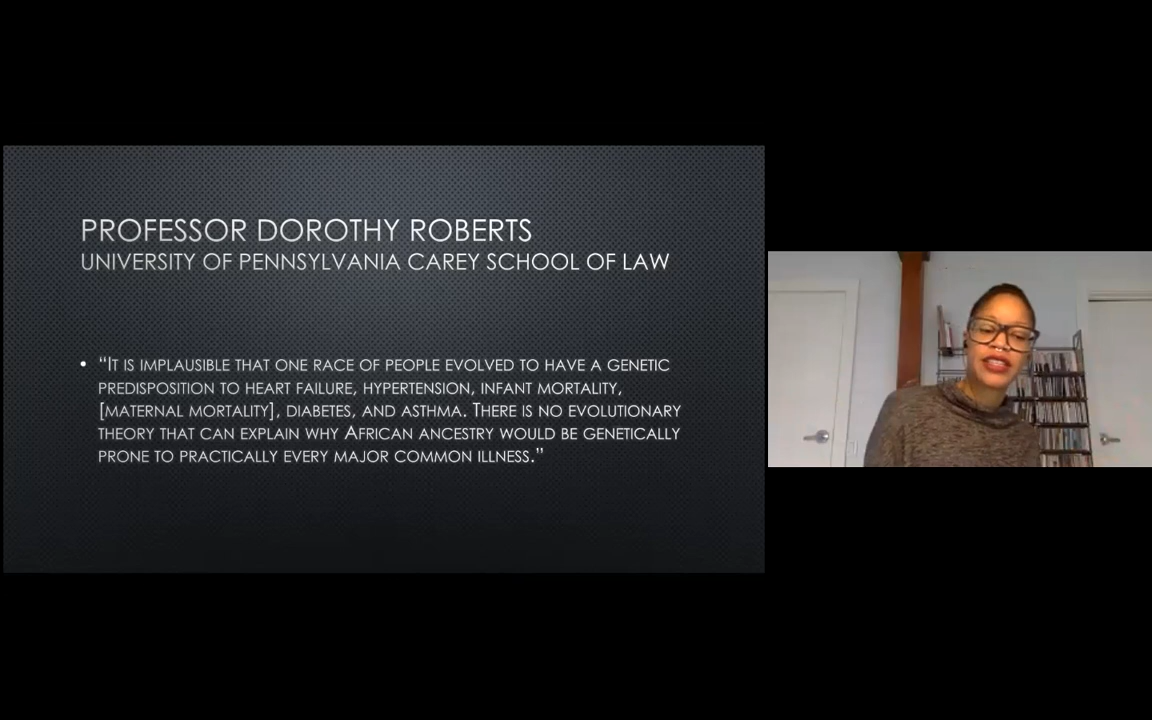 PROFESSOR DOROTHY ROBERTS
UNIVERSITY OF PENNSYLVANIA CAREY SCHOOL OF LAW
• “IT IS IMPLAUSIBLE THAT ONE RACE OF PEOPLE EVOLVED TO HAVE A GENETIC
PREDISPOSITION TO HEART FAILURE, HYPERTENSION, INFANT MORTALITY,
[MATERNAL MORTALITY], DIABETES, AND ASTHMA. THERE IS NO EVOLUTIONARY
THEORY THAT CAN EXPLAIN WHY AFRICAN ANCESTRY WOULD BE GENETICALLY
PRONE TO PRACTICALLY EVERY MAJOR COMMON ILLNESS.”